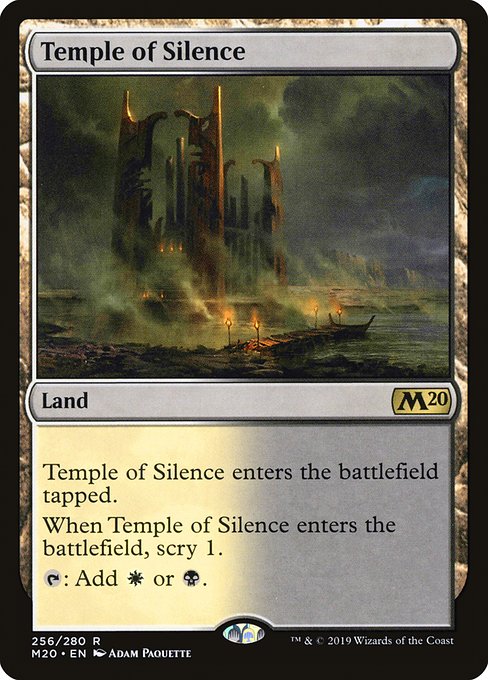 Temple of Silence
Land
M20
Temple of Silence enters the battlefield
tapped.
When Temple of Silence enters the
battlefield, scry 1.
: Add or .
256/280 R
M20 • EN Adam Paquette
™ & © 2019 Wizards of the Coast